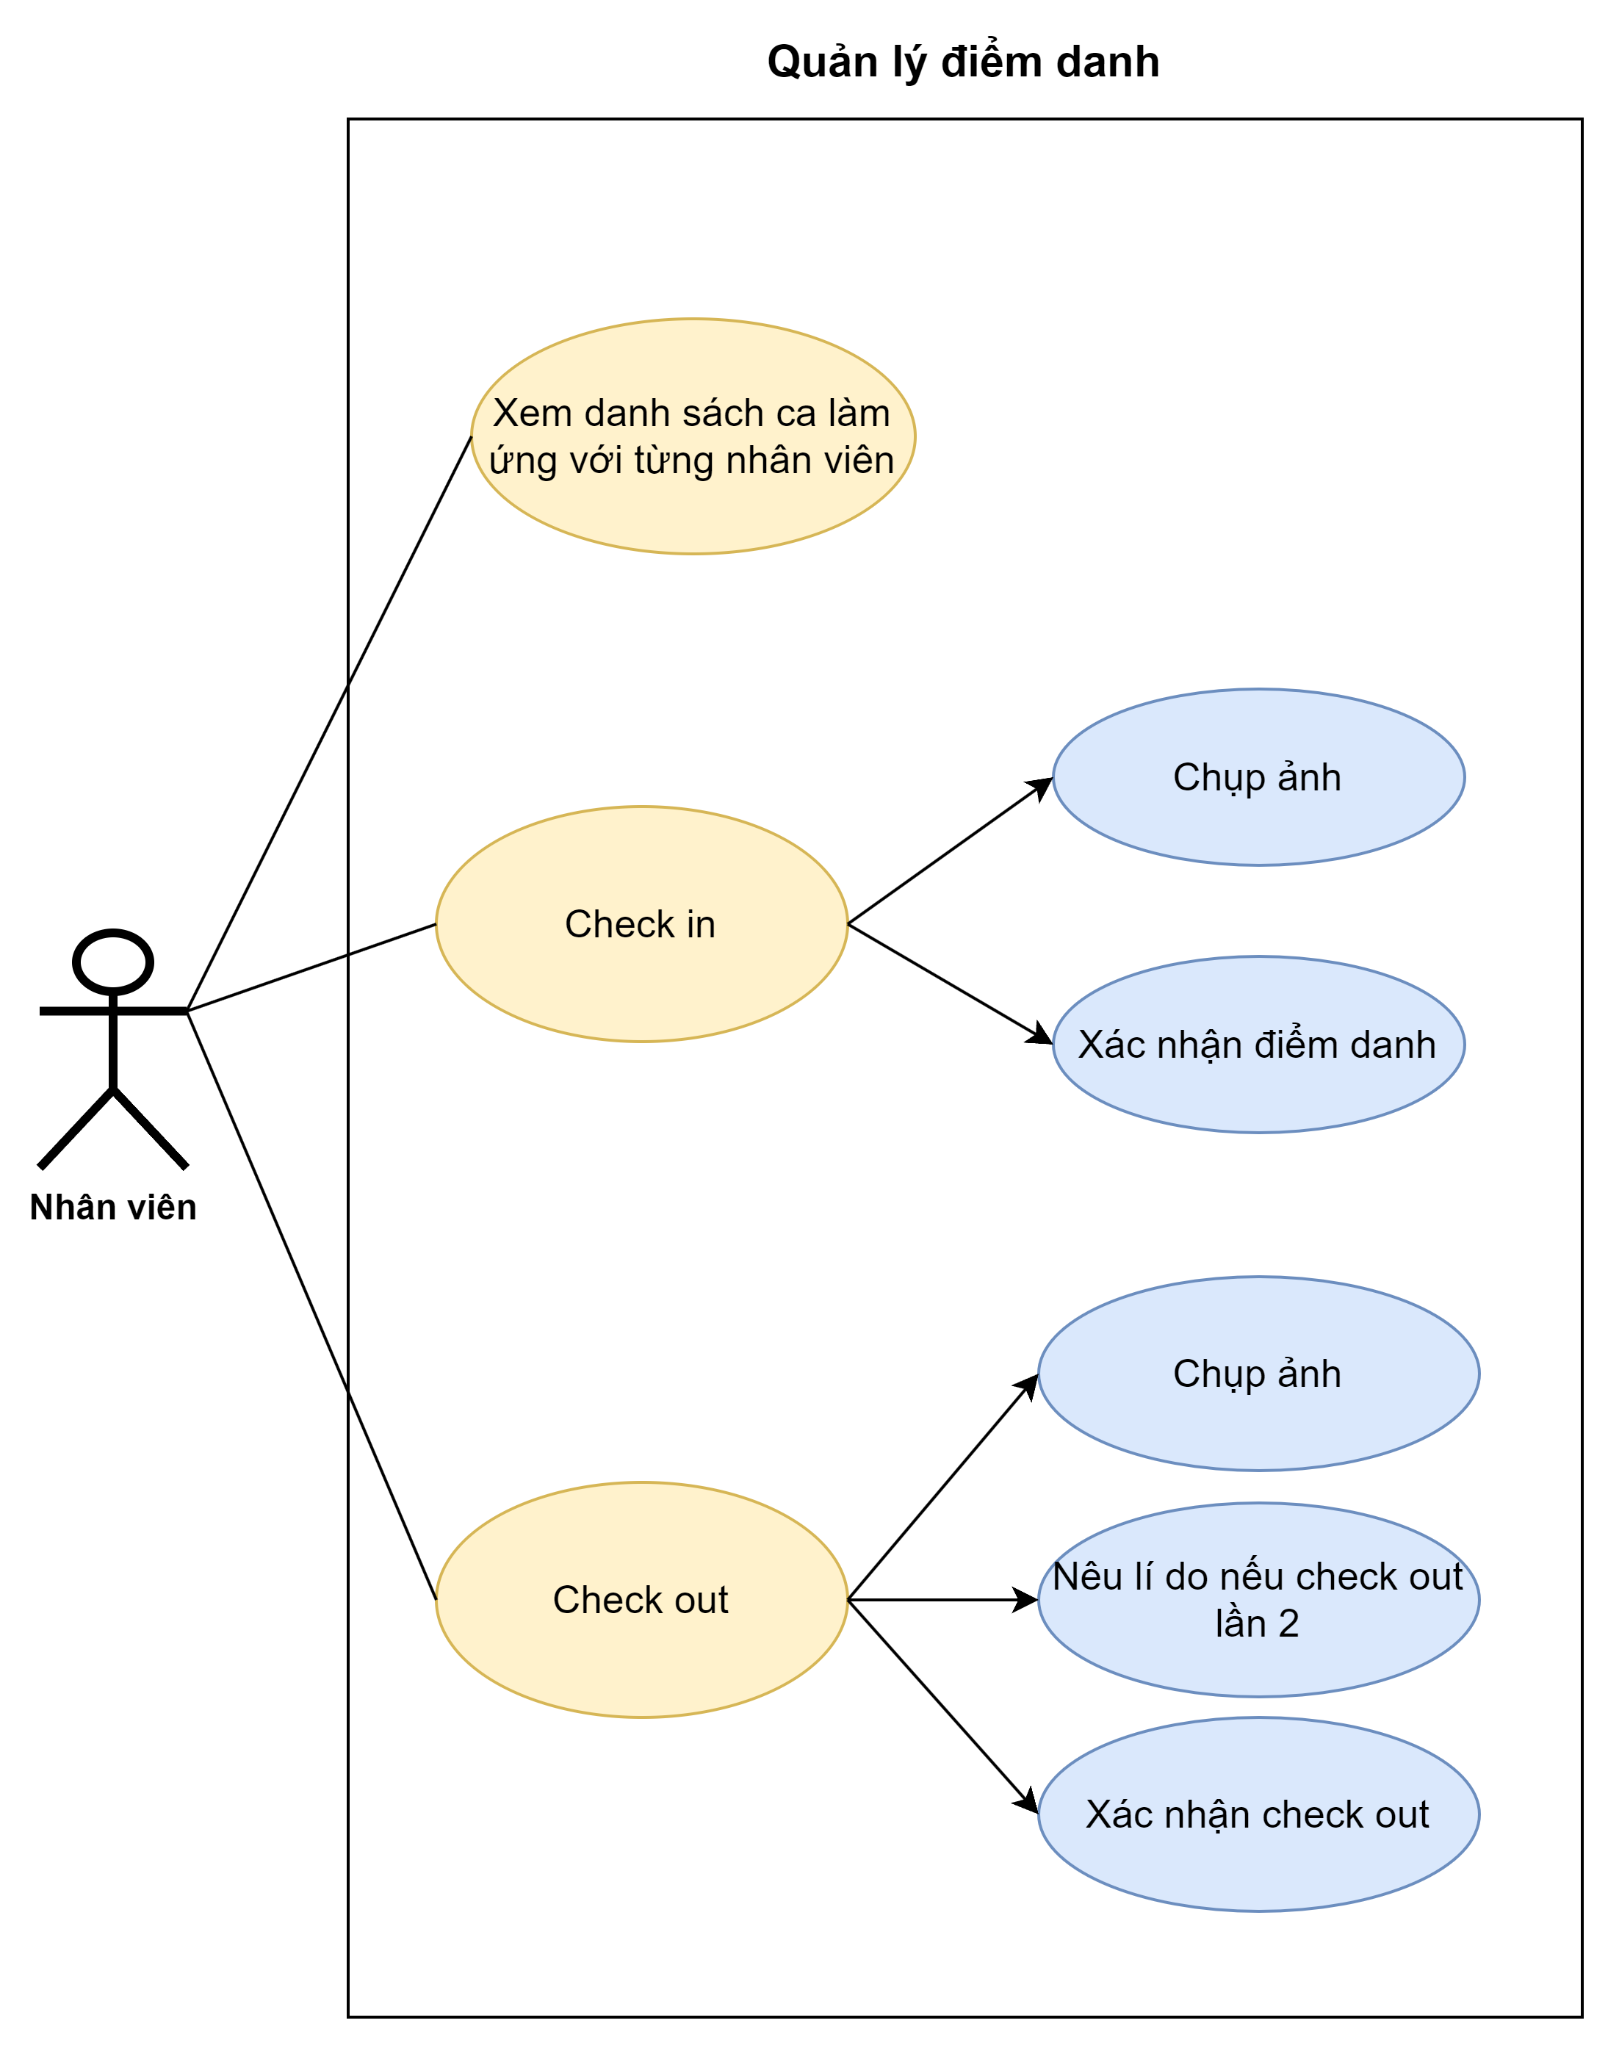 Quản lý điểm danh
Xem danh sách ca làm
ứng với từng nhân viên
Chụp ảnh
Check in
Xác nhận điểm danh
Nhân viên
Chụp ảnh
Nêu lí do nếu check out
lần 2
Check out
Xác nhận check out